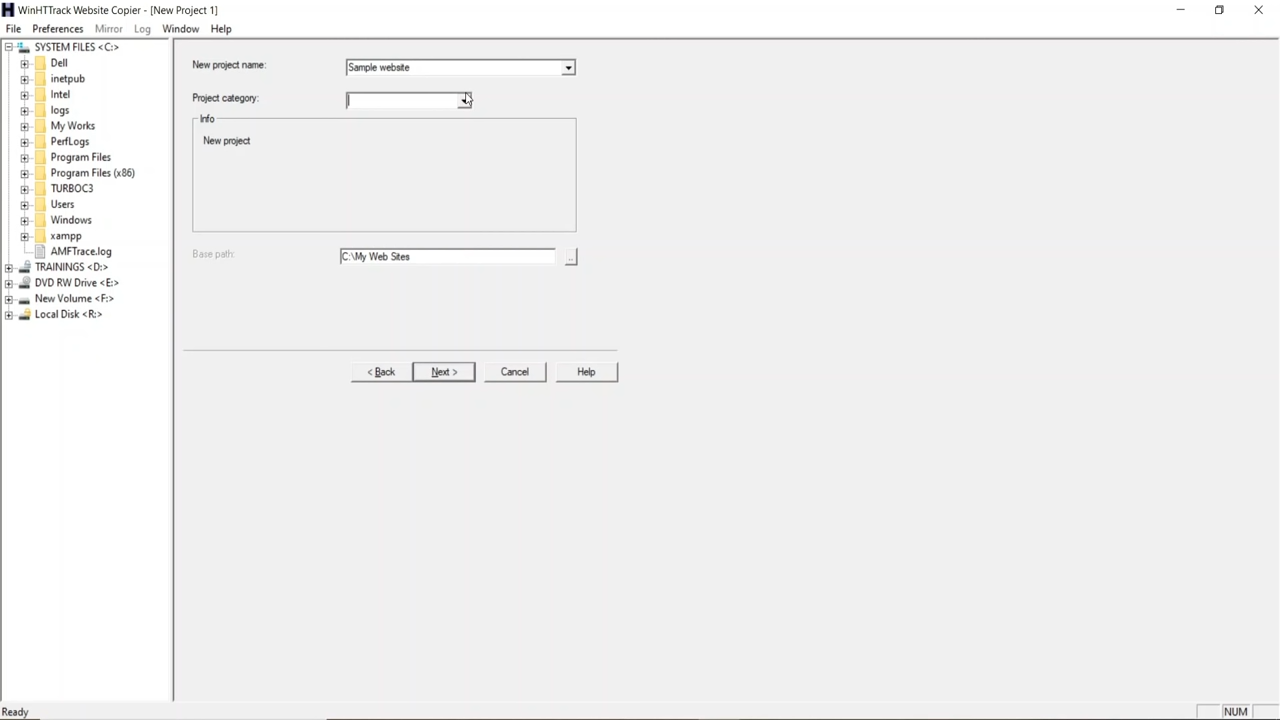 WinHTTrack Website Copier - [New Project 1]
File Preferences Mirror Log Window Help
SYSTEM FILES <C:>
Dell
inetpub
Intel
logs
My Works
PerfLogs
Program Files
Program Files (x86)
TURBOC3
Users
Windows
xampp
AMFTrace.log
TRAININGS <D:>
DVD RW Drive <E:>
New Volume <F:>
Local Disk <R:>
New project name: Sample website
Project category:
Info
New project
Base path: C:\My Web Sites ..
< Back Next > Cancel Help
Ready NUM